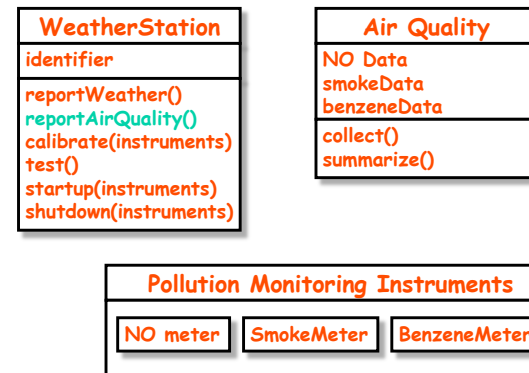 WeatherStation
identifier
reportWeather()
reportAirQuality()
calibrate(instruments)
test()
startup(instruments)
shutdown(instruments)
Air Quality
NO Data
smokeData
benzeneData
collect()
summarize()
Pollution Monitoring Instruments
NO meter
SmokeMeter
BenzeneMeter